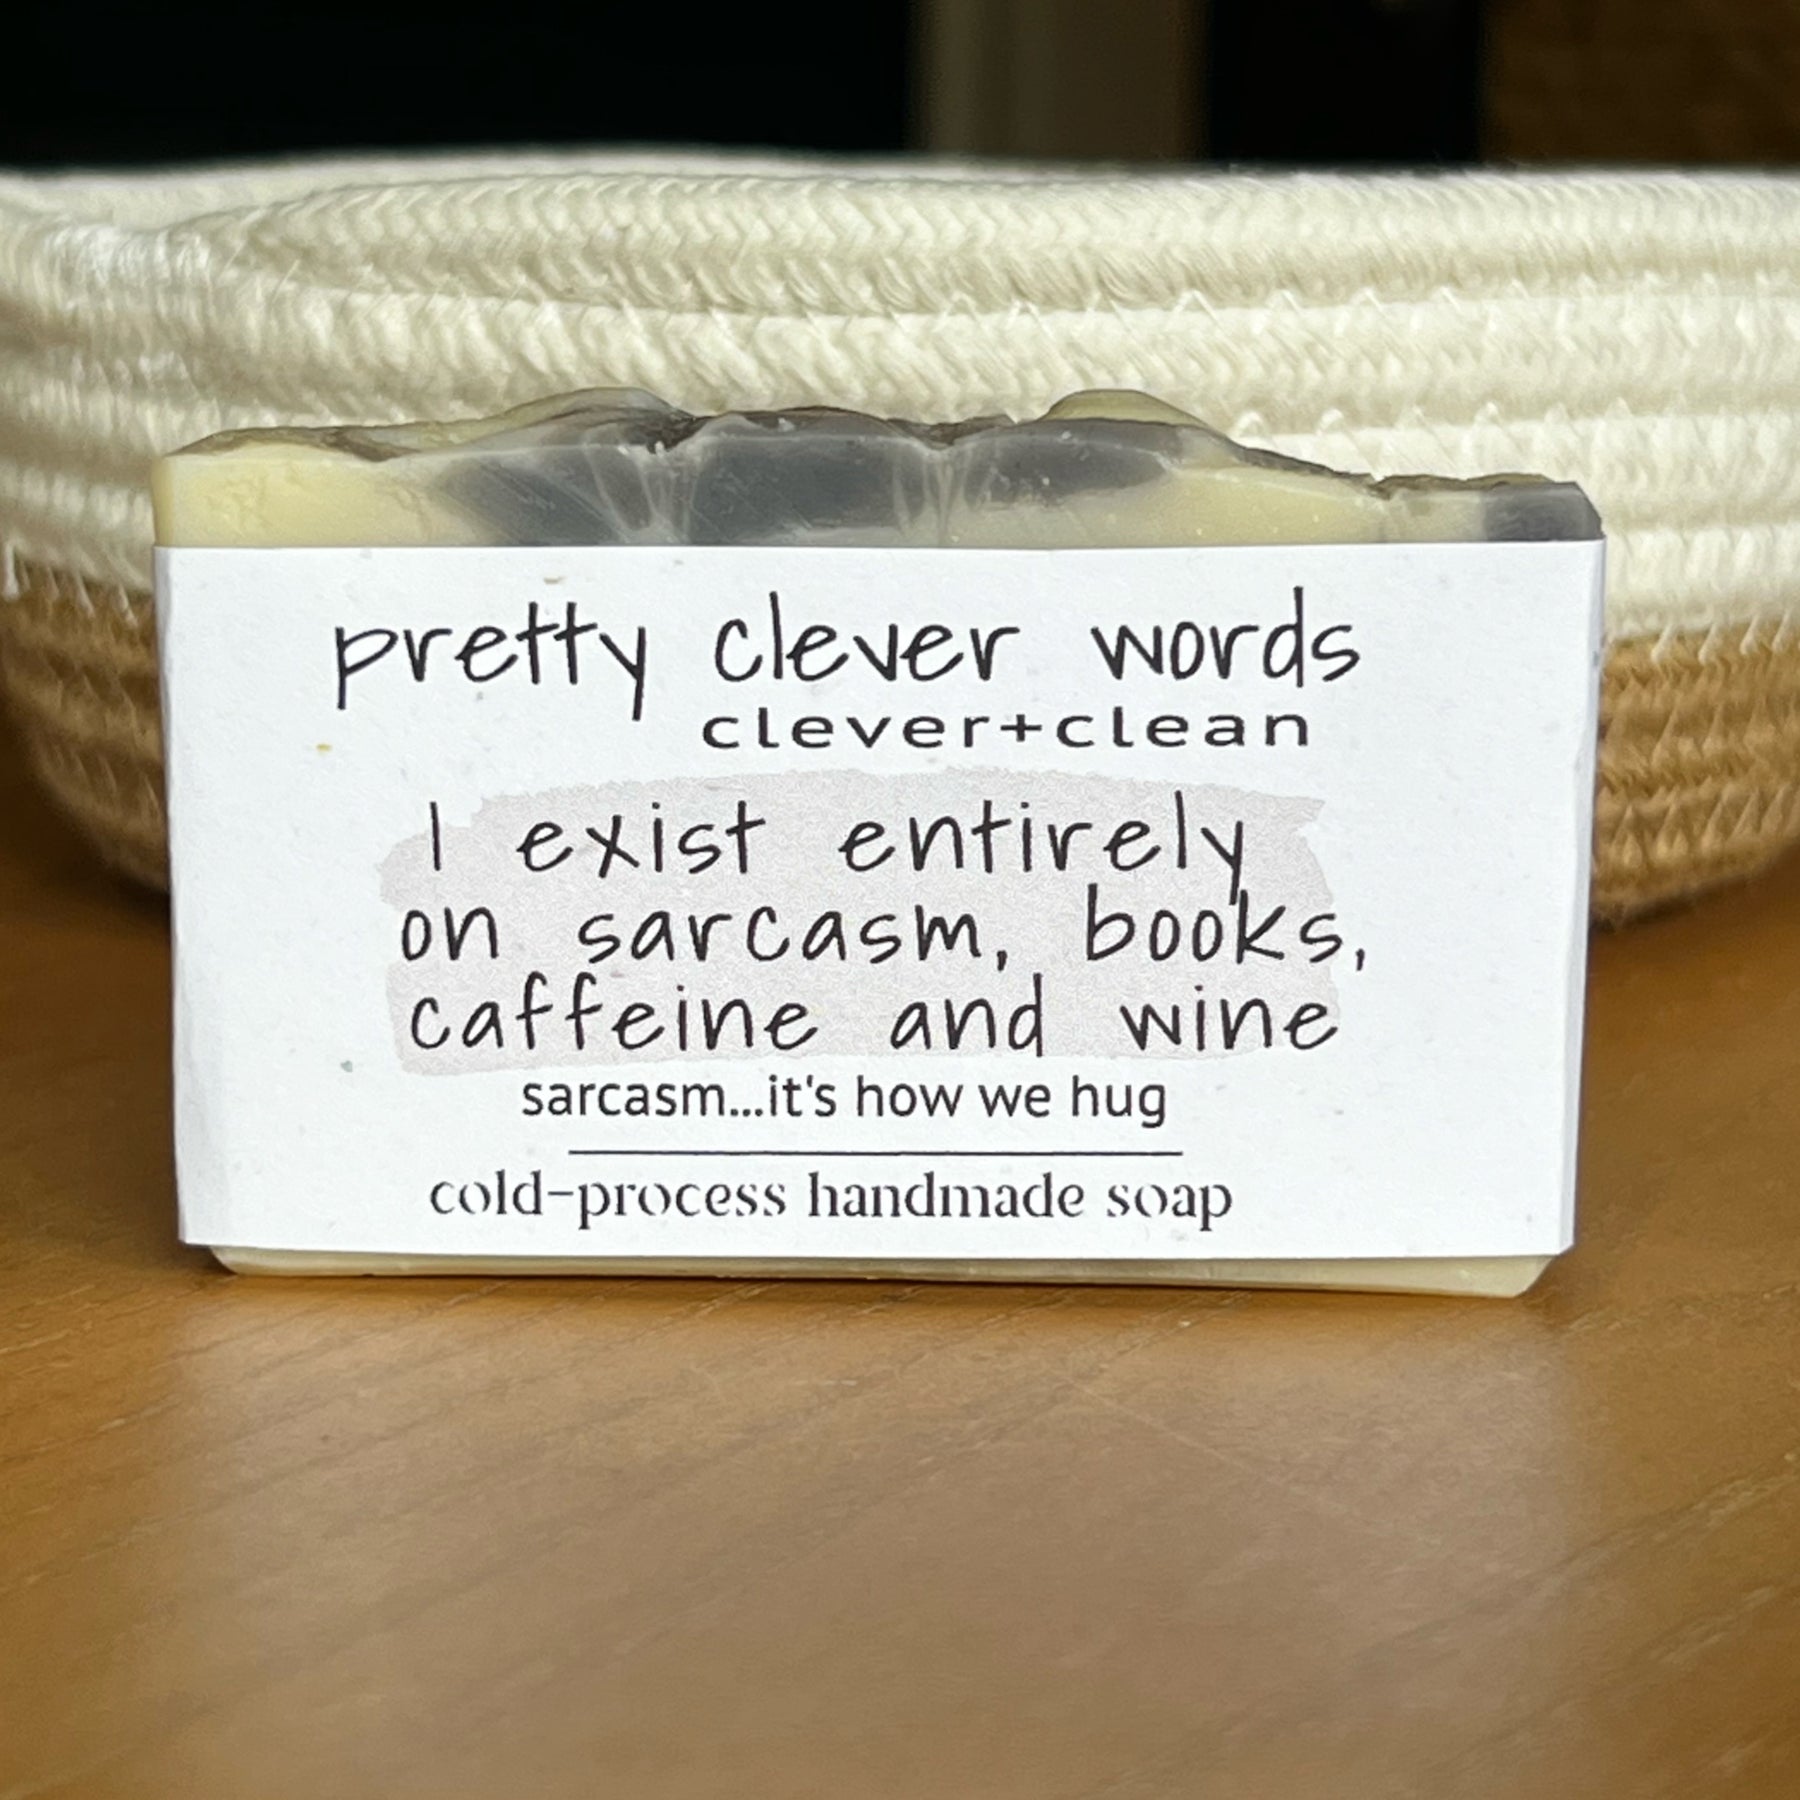 pretty clever words
clever+clean
I exist entirely
on sarcasm, books,
caffeine and wine
sarcasm...it's how we hug
cold-process handmade soap